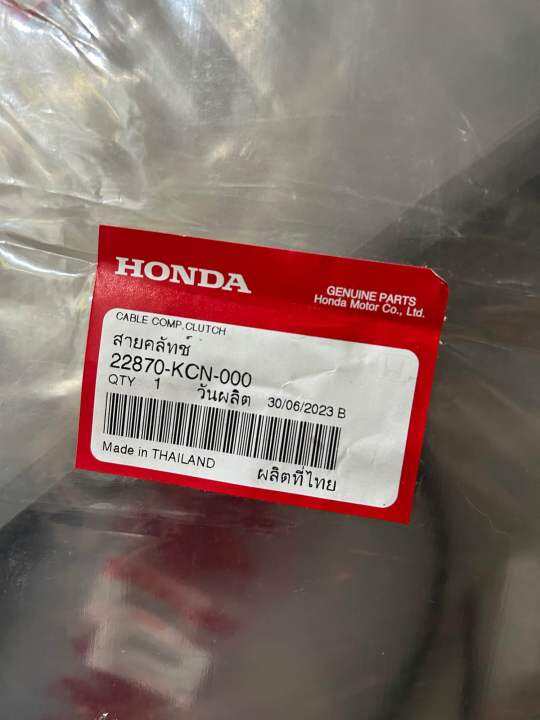 HONDA
GENUINE PARTS
Honda Motor Co., Ltd.
CABLE COMP.CLUTCH
สายคลัทช์
22870-KCN-000
QTY 1 วันผลิต 30/06/2023 B
Made in THAILAND ผลิตที่ไทย